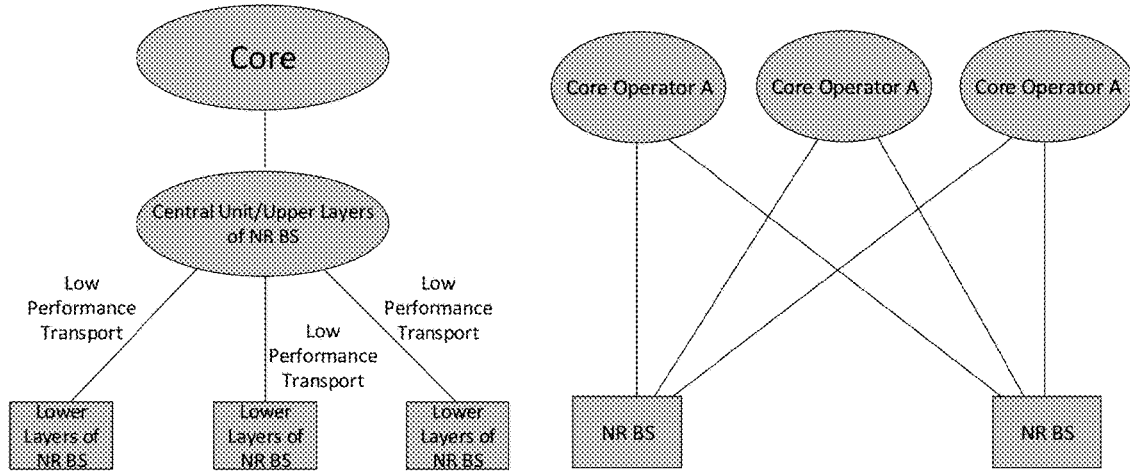 Core
Central Unit/Upper Layers
of NR BS
Low
Performance
Transport
Low
Performance
Transport
Low
Performance
Transport
Lower
Layers of
NR BS
Lower
Layers of
NR BS
Lower
Layers of
NR BS
Core Operator A
Core Operator A
Core Operator A
NR BS
NR BS